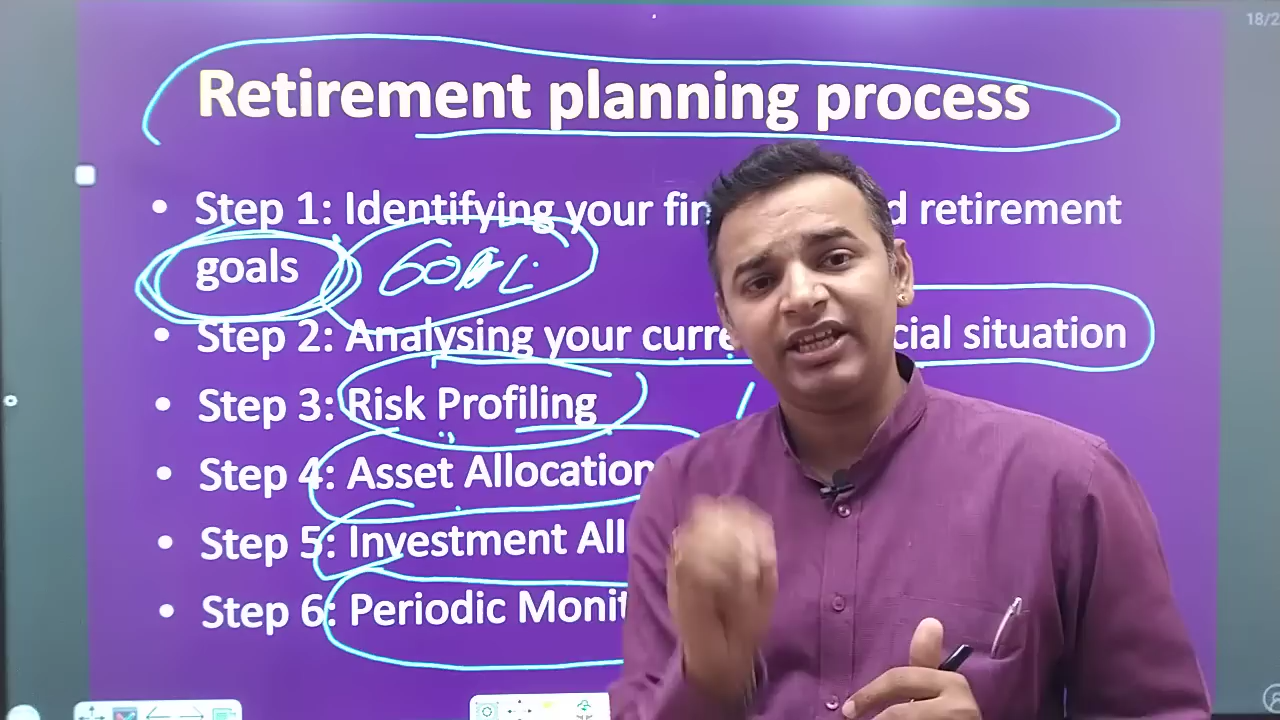 18/2
Retirement planning process
• Step 1: Identifying your fin d retirement
goals GOAL
• Step 2: Analysing your curre cial situation
• Step 3: Risk Profiling
• Step 4: Asset Allocation
• Step 5: Investment All
• Step 6: Periodic Monit